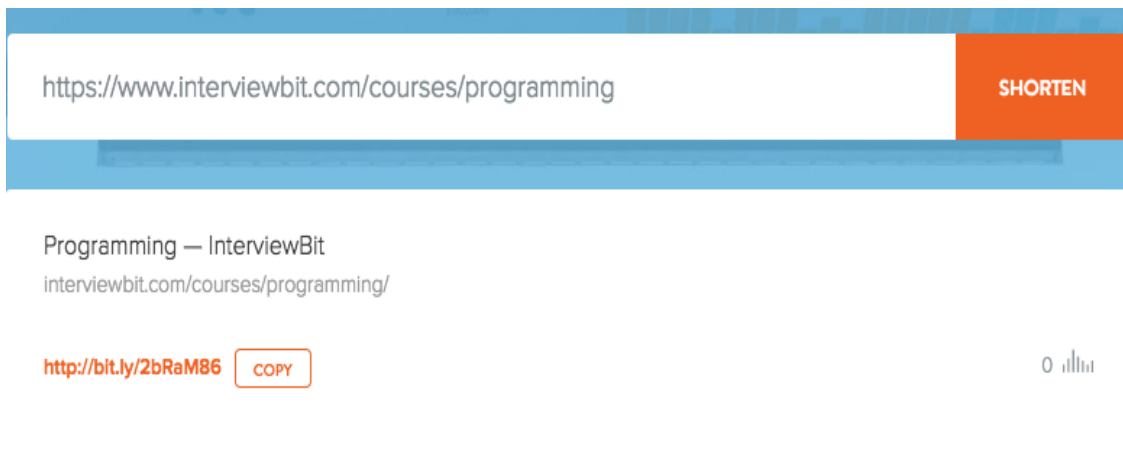 https://www.interviewbit.com/courses/programming
SHORTEN
Programming — InterviewBit
interviewbit.com/courses/programming/
http://bit.ly/2bRaM86 COPY
0